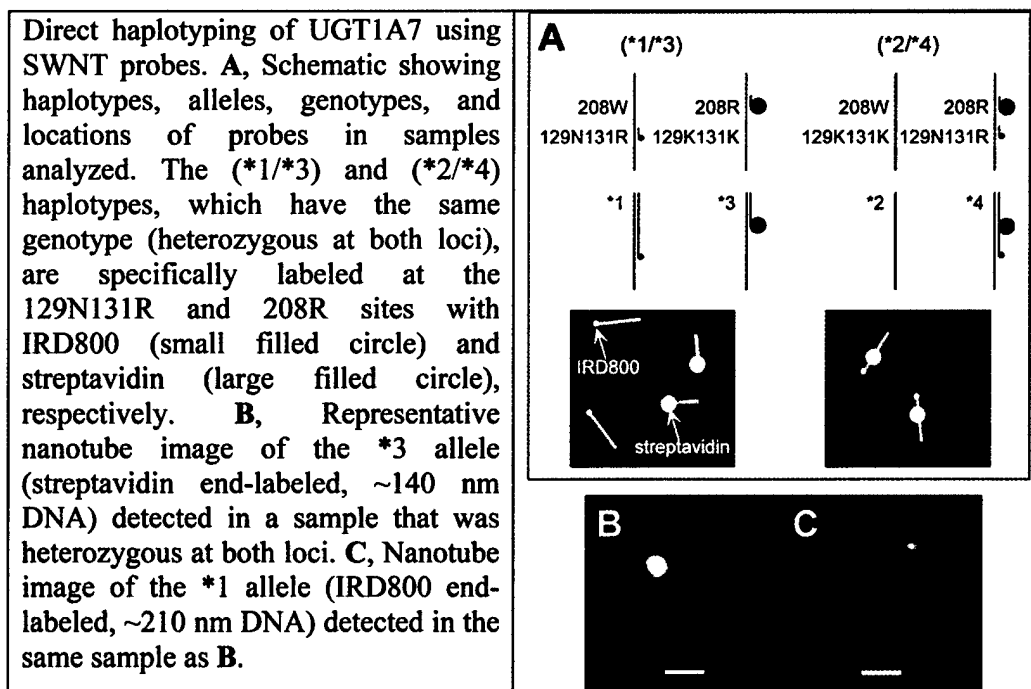 Direct haplotyping of UGT1A7 using
SWNT probes. A, Schematic showing
haplotypes, alleles, genotypes, and
locations of probes in samples
analyzed. The (*1/*3) and (*2/*4)
haplotypes, which have the same
genotype (heterozygous at both loci),
are specifically labeled at the
129N131R and 208R sites with
IRD800 (small filled circle) and
streptavidin (large filled circle),
respectively. B, Representative
nanotube image of the *3 allele
(streptavidin end-labeled, ~140 nm
DNA) detected in a sample that was
heterozygous at both loci. C, Nanotube
image of the *1 allele (IRD800 end-
labeled, ~210 nm DNA) detected in the
same sample as B.
A (*1/*3) (*2/*4)
208W 208R 208W 208R
129N131R 129K131K 129K131K 129N131R
*1 *3 *2 *4
IRD800
streptavidin
B C